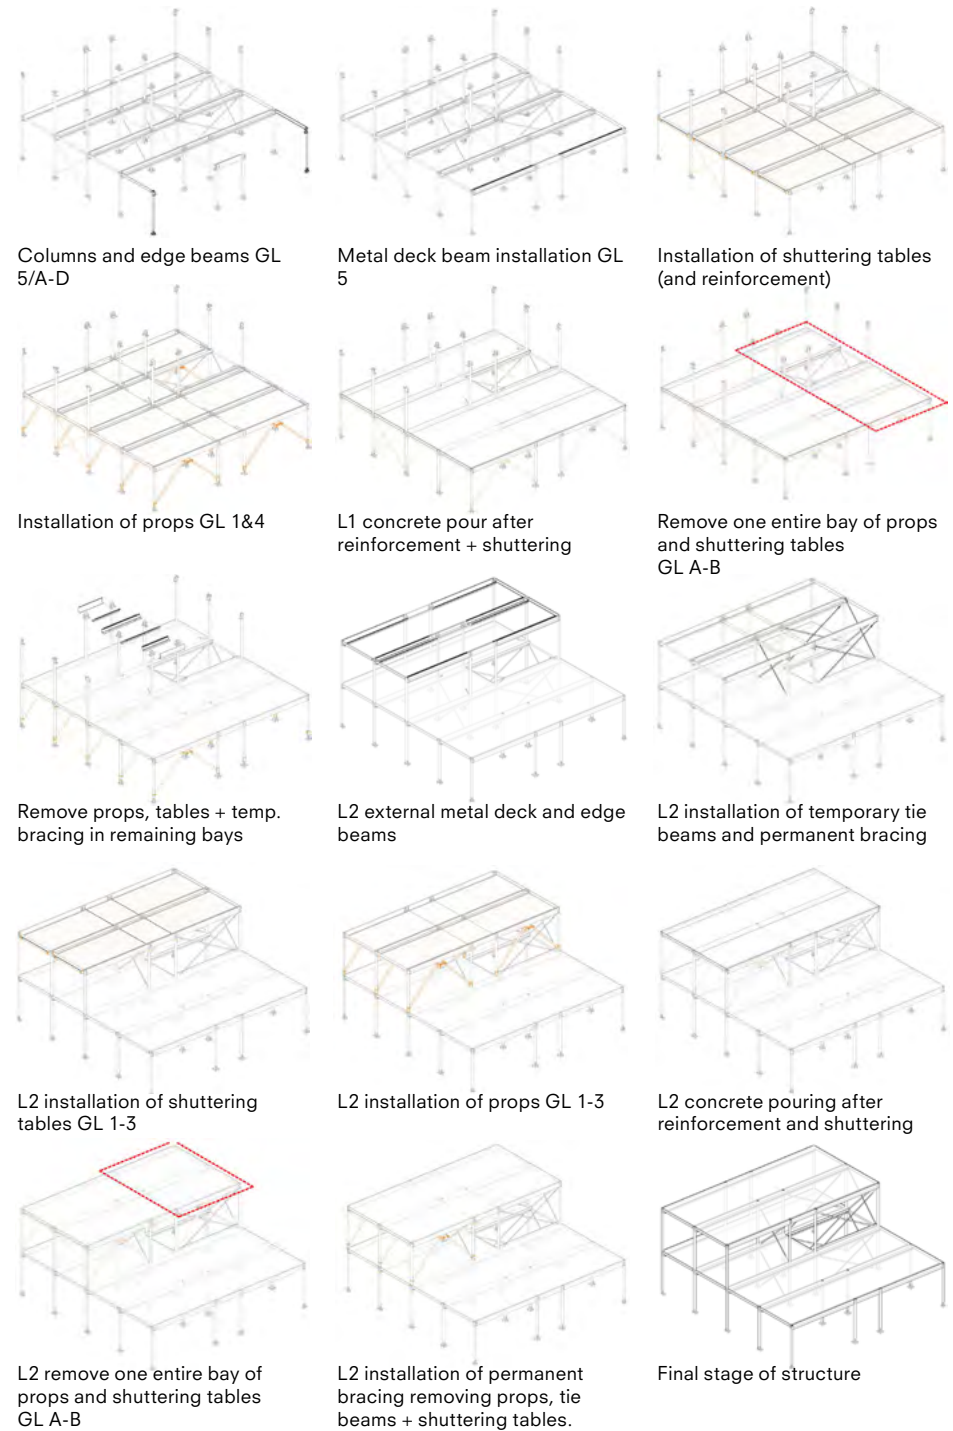 Columns and edge beams GL
5/A-D
Metal deck beam installation GL
5
Installation of shuttering tables
(and reinforcement)
Installation of props GL 1&4
L1 concrete pour after
reinforcement + shuttering
Remove one entire bay of props
and shuttering tables
GL A-B
Remove props, tables + temp.
bracing in remaining bays
L2 external metal deck and edge
beams
L2 installation of temporary tie
beams and permanent bracing
L2 installation of shuttering
tables GL 1-3
L2 installation of props GL 1-3
L2 concrete pouring after
reinforcement and shuttering
L2 remove one entire bay of
props and shuttering tables
GL A-B
L2 installation of permanent
bracing removing props, tie
beams + shuttering tables.
Final stage of structure